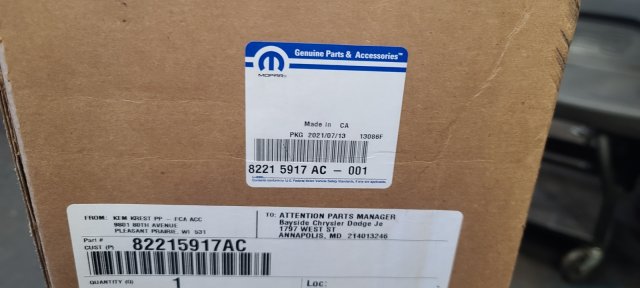 Genuine Parts & Accessories™
MOPAR®
Made in CA
PKG 2021/07/13 13086F
8221 5917 AC - 001
FROM: KEM KREST PP - FCA ACC
9801 80TH AVENUE
PLEASANT PRAIRIE, WI 531
TO: ATTENTION PARTS MANAGER
Bayside Chrysler Dodge Je
1797 WEST ST
ANNAPOLIS, MD 214013246
Part #
CUST (P) 82215917AC
QUANTITY (Q) 1
Loc: